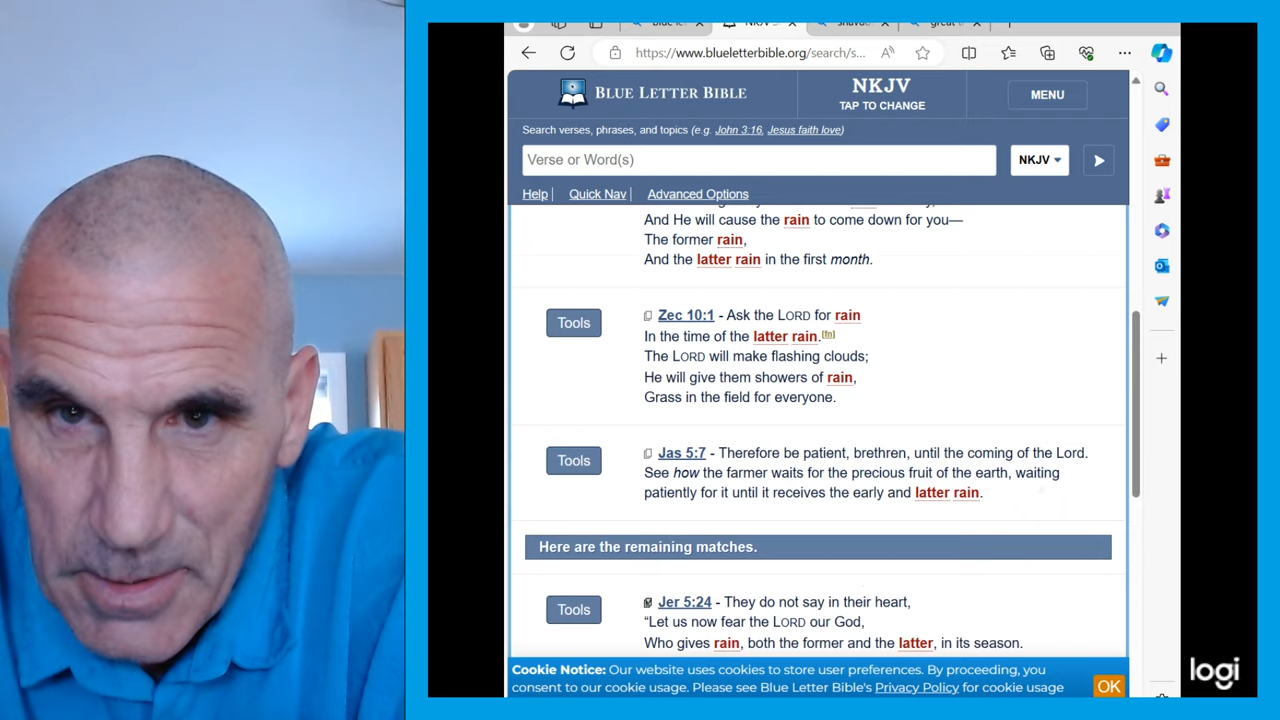 https://www.blueletterbible.org/search/s...
BLUE LETTER BIBLE
NKJV
TAP TO CHANGE
MENU
Search verses, phrases, and topics (e.g. John 3:16, Jesus faith love)
Verse or Word(s)
NKJV
Help
Quick Nav
Advanced Options
And He will cause the rain to come down for you—
The former rain,
And the latter rain in the first month.
Tools
Zec 10:1 - Ask the LORD for rain
In the time of the latter rain.[fn]
The LORD will make flashing clouds;
He will give them showers of rain,
Grass in the field for everyone.
Tools
Jas 5:7 - Therefore be patient, brethren, until the coming of the Lord.
See how the farmer waits for the precious fruit of the earth, waiting
patiently for it until it receives the early and latter rain.
Here are the remaining matches.
Tools
Jer 5:24 - They do not say in their heart,
“Let us now fear the LORD our God,
Who gives rain, both the former and the latter, in its season.
Cookie Notice: Our website uses cookies to store user preferences. By proceeding, you
consent to our cookie usage. Please see Blue Letter Bible's Privacy Policy for cookie usage
OK
logi